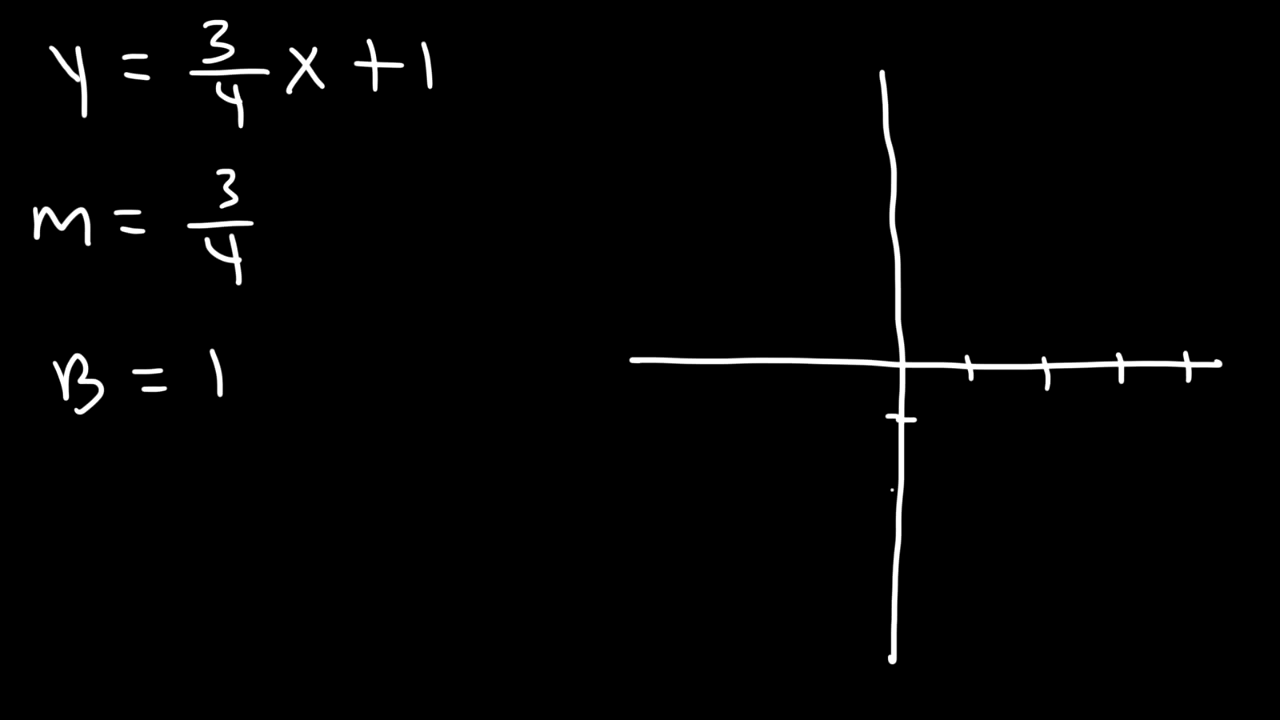 y = 3/4 x + 1
m = 3/4
B = 1